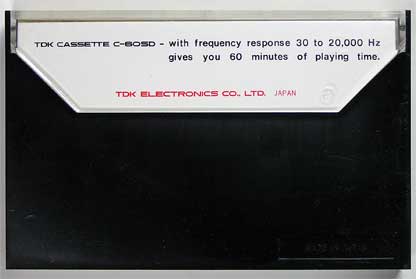 TDK CASSETTE C-60SD - with frequency response 30 to 20,000 Hz
gives you 60 minutes of playing time.
TDK ELECTRONICS CO., LTD. JAPAN